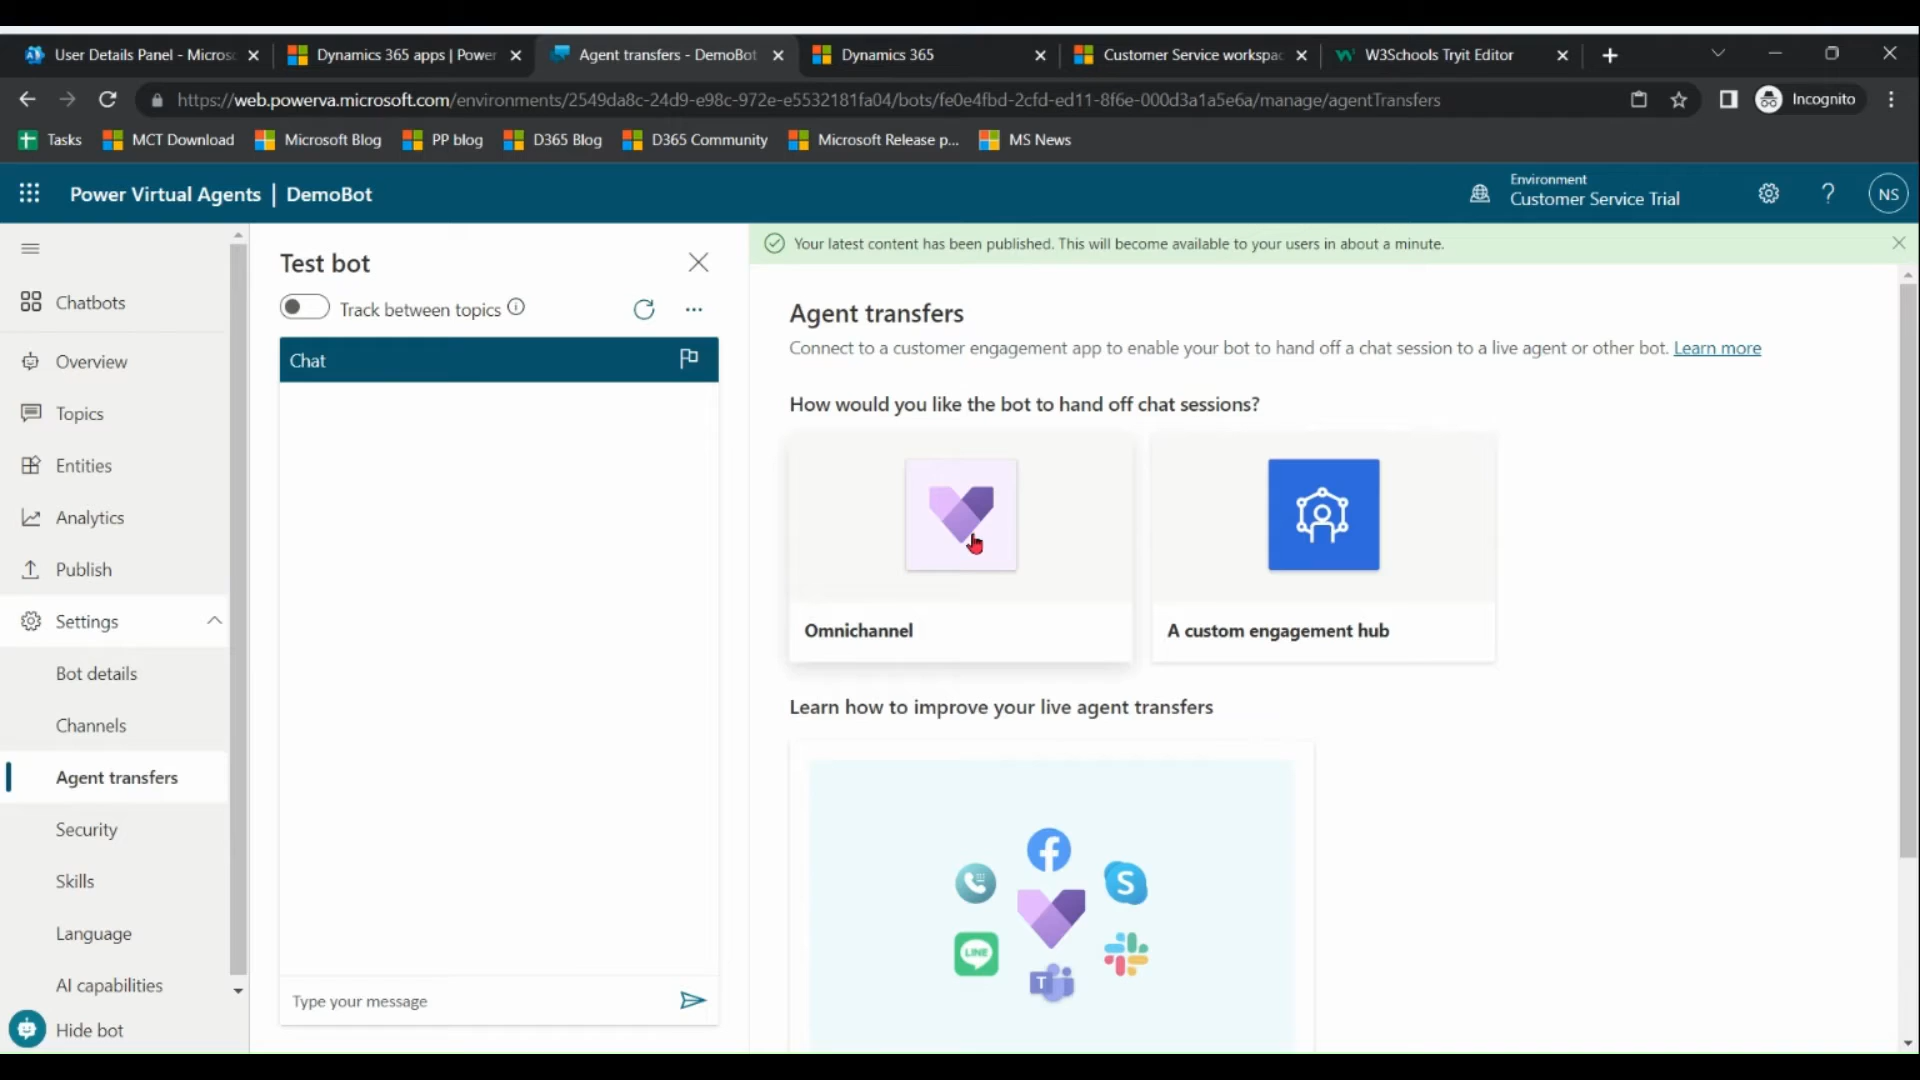 User Details Panel - Micros
Dynamics 365 apps | Power
Agent transfers - DemoBot
Dynamics 365
Customer Service workspac
W3Schools Tryit Editor
https://web.powerva.microsoft.com/environments/2549da8c-24d9-e98c-972e-e5532181fa04/bots/fe0e4fbd-2cfd-ed11-8f6e-000d3a1a5e6a/manage/agentTransfers
Incognito
Tasks
MCT Download
Microsoft Blog
PP blog
D365 Blog
D365 Community
Microsoft Release p...
MS News
Power Virtual Agents | DemoBot
Environment
Customer Service Trial
?
NS
Chatbots
Overview
Topics
Entities
Analytics
Publish
Settings
Bot details
Channels
Agent transfers
Security
Skills
Language
AI capabilities
Hide bot
Test bot
Track between topics
Chat
Type your message
Your latest content has been published. This will become available to your users in about a minute.
Agent transfers
Connect to a customer engagement app to enable your bot to hand off a chat session to a live agent or other bot. Learn more
How would you like the bot to hand off chat sessions?
Omnichannel
A custom engagement hub
Learn how to improve your live agent transfers
S
LINE
T